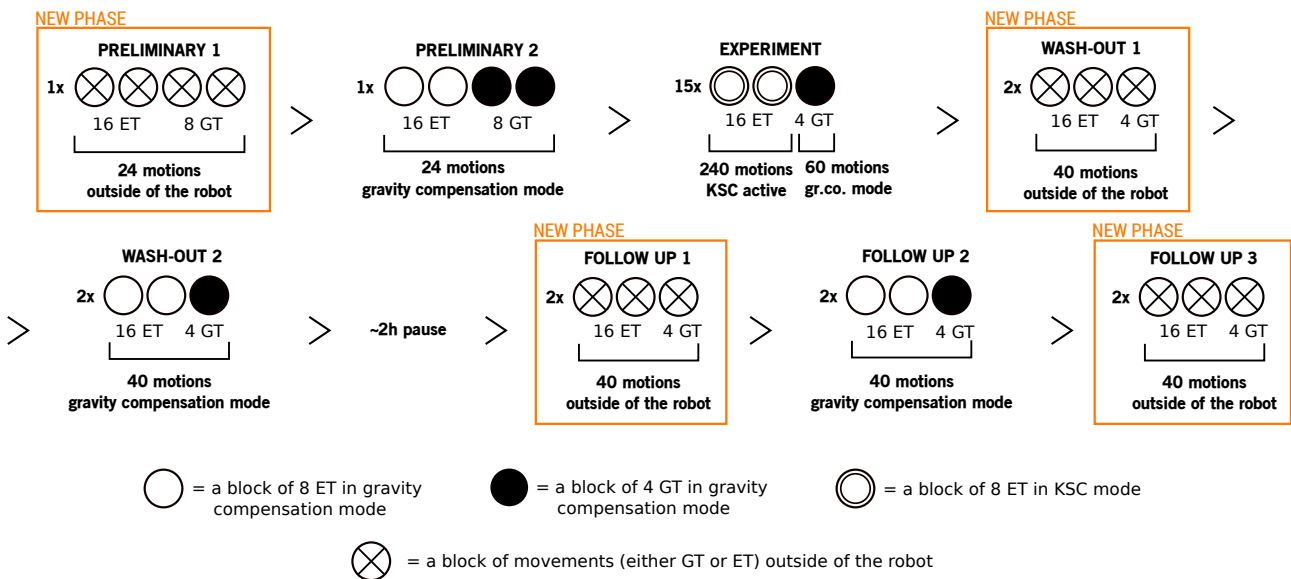 NEW PHASE
PRELIMINARY 1
1x
16 ET 8 GT
24 motions
outside of the robot
PRELIMINARY 2
1x
16 ET 8 GT
24 motions
gravity compensation mode
EXPERIMENT
15x
16 ET 4 GT
240 motions
KSC active
60 motions
gr.co. mode
NEW PHASE
WASH-OUT 1
2x
16 ET 4 GT
40 motions
outside of the robot
WASH-OUT 2
2x
16 ET 4 GT
40 motions
gravity compensation mode
~2h pause
NEW PHASE
FOLLOW UP 1
2x
16 ET 4 GT
40 motions
outside of the robot
FOLLOW UP 2
2x
16 ET 4 GT
40 motions
gravity compensation mode
NEW PHASE
FOLLOW UP 3
2x
16 ET 4 GT
40 motions
outside of the robot
= a block of 8 ET in gravity
compensation mode
= a block of 4 GT in gravity
compensation mode
= a block of 8 ET in KSC mode
= a block of movements (either GT or ET) outside of the robot